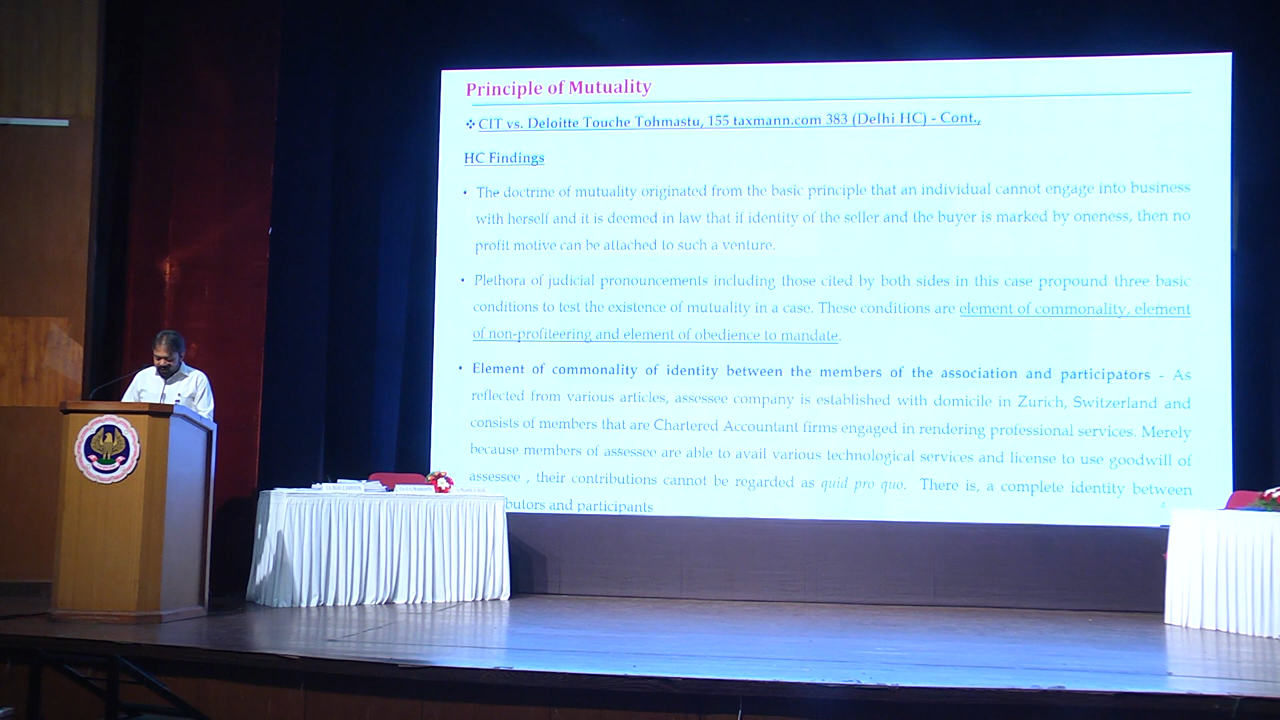 Principle of Mutuality
❖ CIT vs. Deloitte Touche Tohmastu, 155 taxmann.com 383 (Delhi HC) - Cont.,
HC Findings
• The doctrine of mutuality originated from the basic principle that an individual cannot engage into business
with herself and it is deemed in law that if identity of the seller and the buyer is marked by oneness, then no
profit motive can be attached to such a venture.
• Plethora of judicial pronouncements including those cited by both sides in this case propound three basic
conditions to test the existence of mutuality in a case. These conditions are element of commonality, element
of non-profiteering and element of obedience to mandate.
• Element of commonality of identity between the members of the association and participators - As
reflected from various articles, assessee company is established with domicile in Zurich, Switzerland and
consists of members that are Chartered Accountant firms engaged in rendering professional services. Merely
because members of assessee are able to avail various technological services and license to use goodwill of
assessee , their contributions cannot be regarded as quid pro quo. There is, a complete identity between
butors and participants